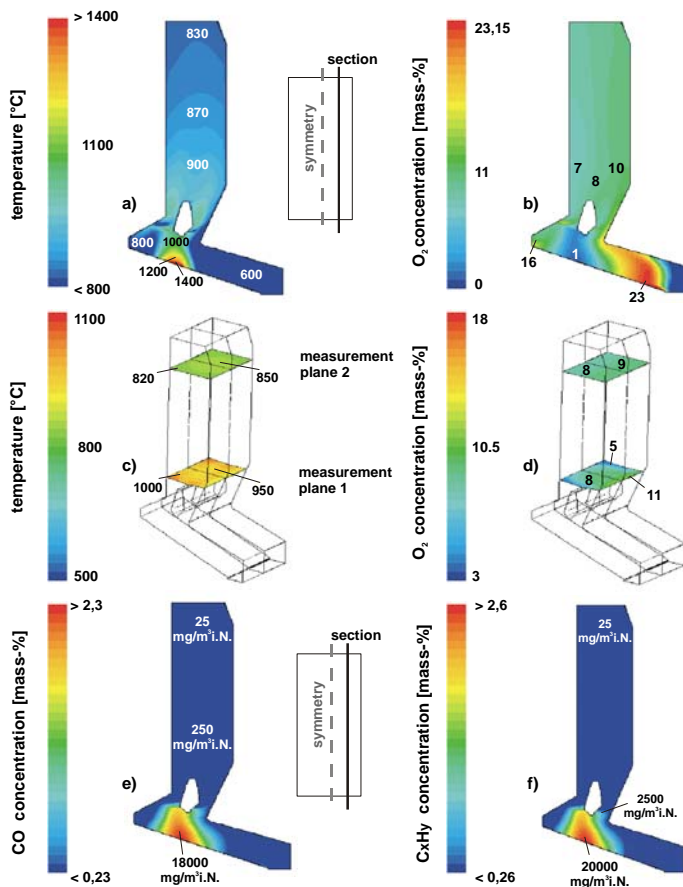 > 1400
temperature [°C]
1100
< 800
830
870
900
a)
800
1000
1200
1400
600
section
symmetry
23,15
O₂ concentration [mass-%]
11
0
7
8
10
b)
16
1
23
1100
temperature [°C]
800
500
820
850
measurement
plane 2
c)
1000
950
measurement
plane 1
18
O₂ concentration [mass-%]
10.5
3
8
9
d)
5
8
11
> 2,3
CO concentration [mass-%]
< 0,23
25
mg/m³i.N.
250
mg/m³i.N.
e)
18000
mg/m³i.N.
section
symmetry
> 2,6
CxHy concentration [mass-%]
< 0,26
25
mg/m³i.N.
f)
2500
mg/m³i.N.
20000
mg/m³i.N.